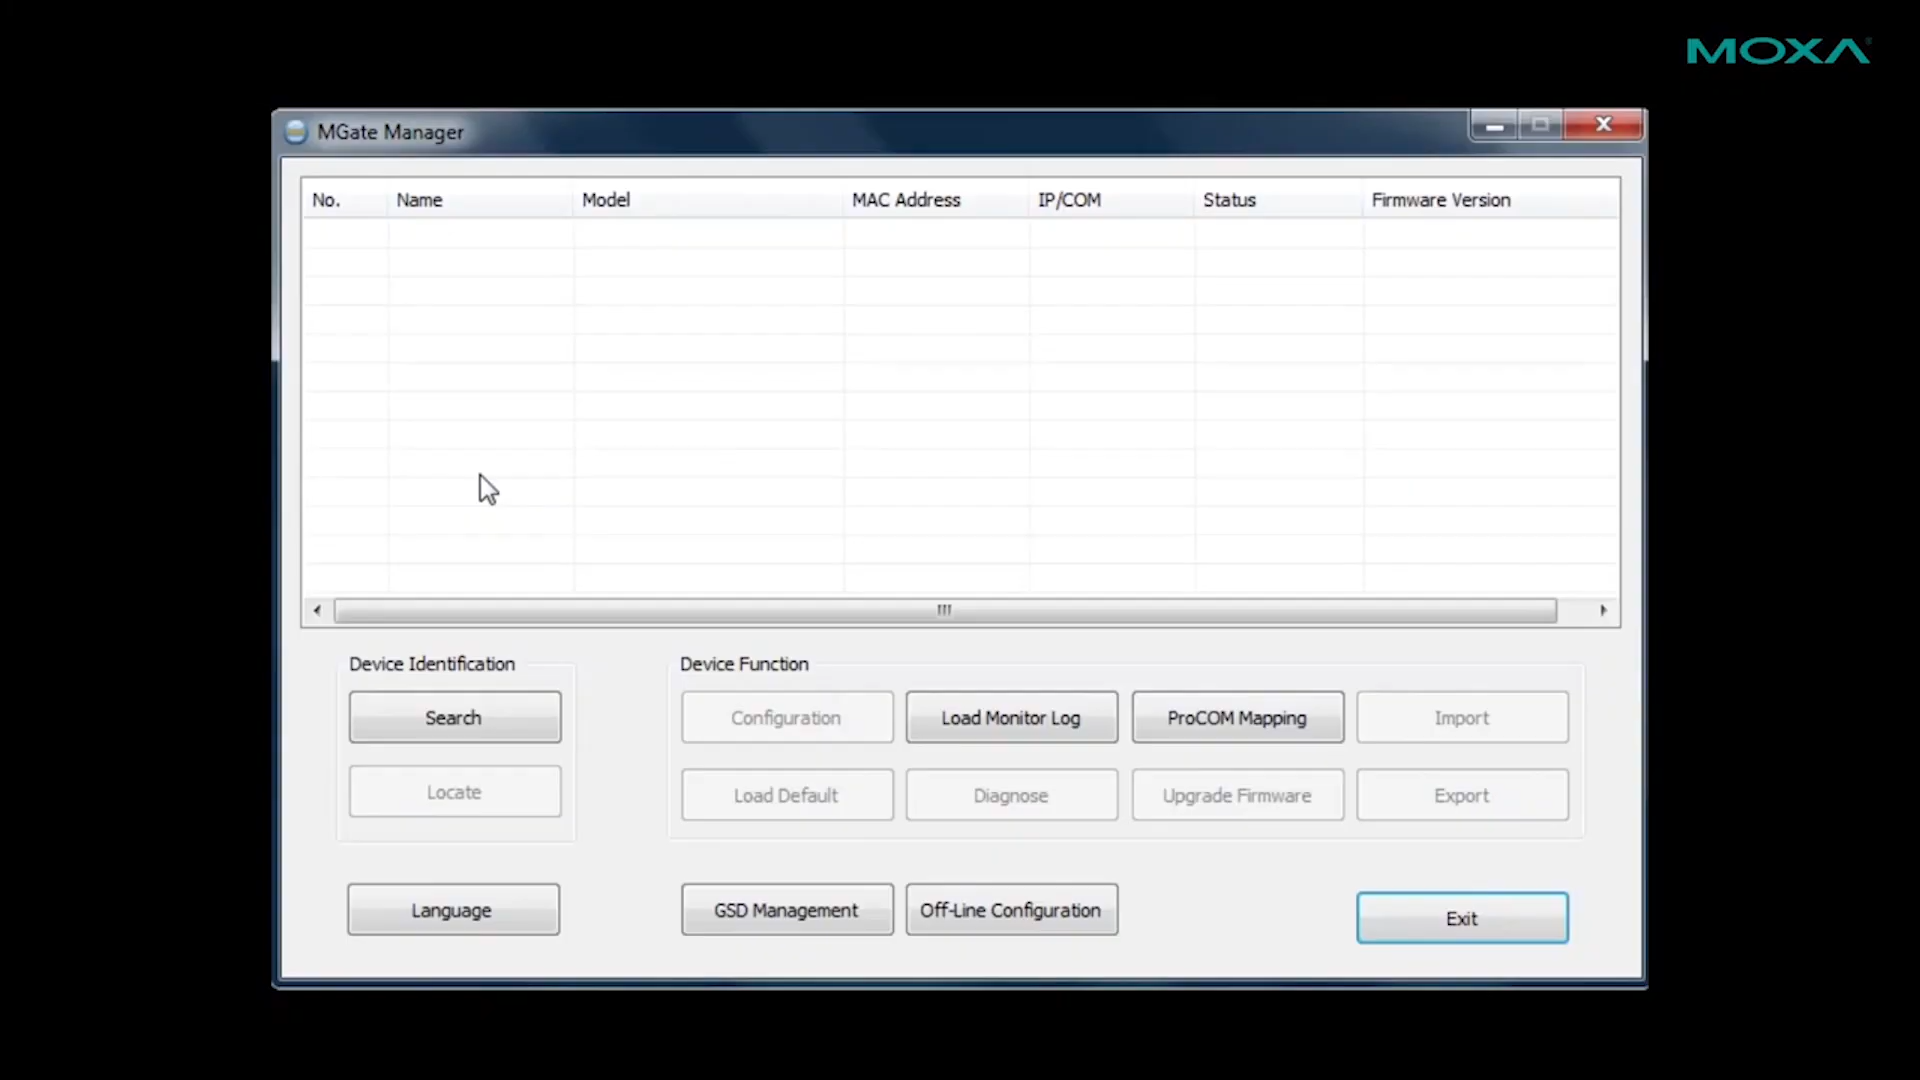 MOXA
MGate Manager
No. Name Model MAC Address IP/COM Status Firmware Version
Device Identification Device Function
Search Configuration Load Monitor Log ProCOM Mapping Import
Locate Load Default Diagnose Upgrade Firmware Export
Language GSD Management Off-Line Configuration Exit